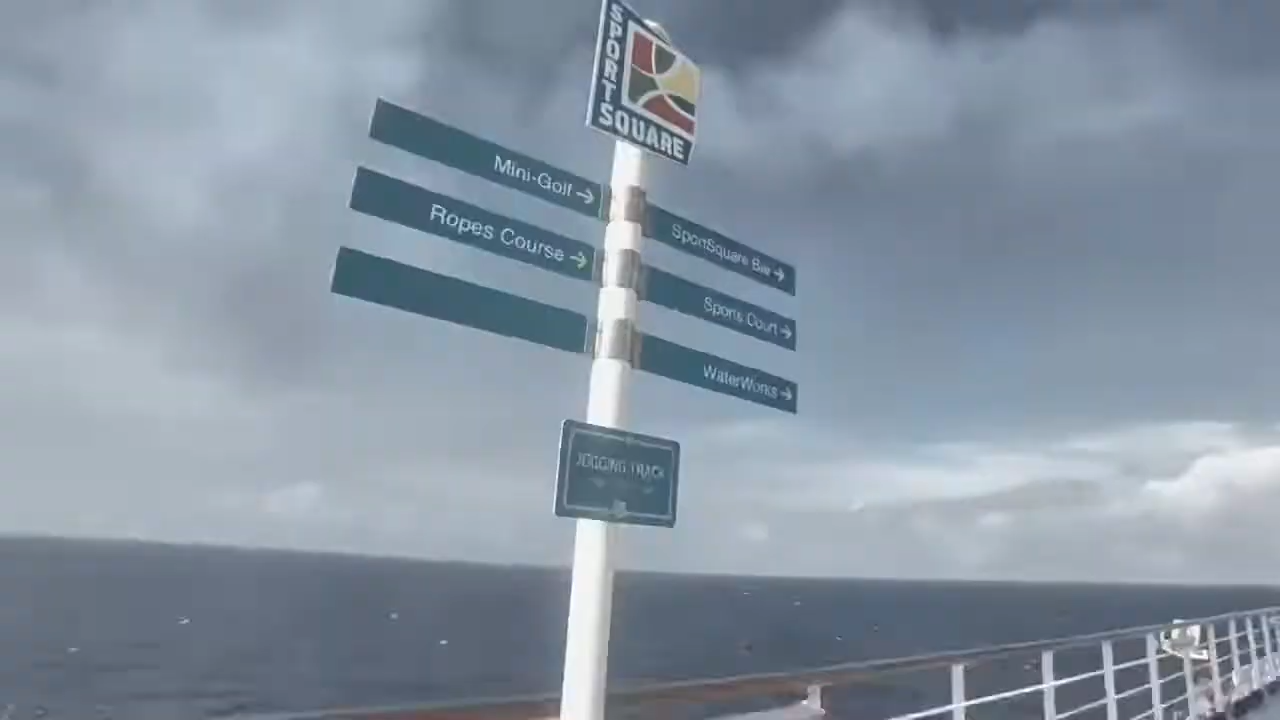 SPORT
SQUARE
Mini-Golf →
Ropes Course →
SportSquare Bar →
Sports Court →
WaterWorks →
JOGGING TRACK